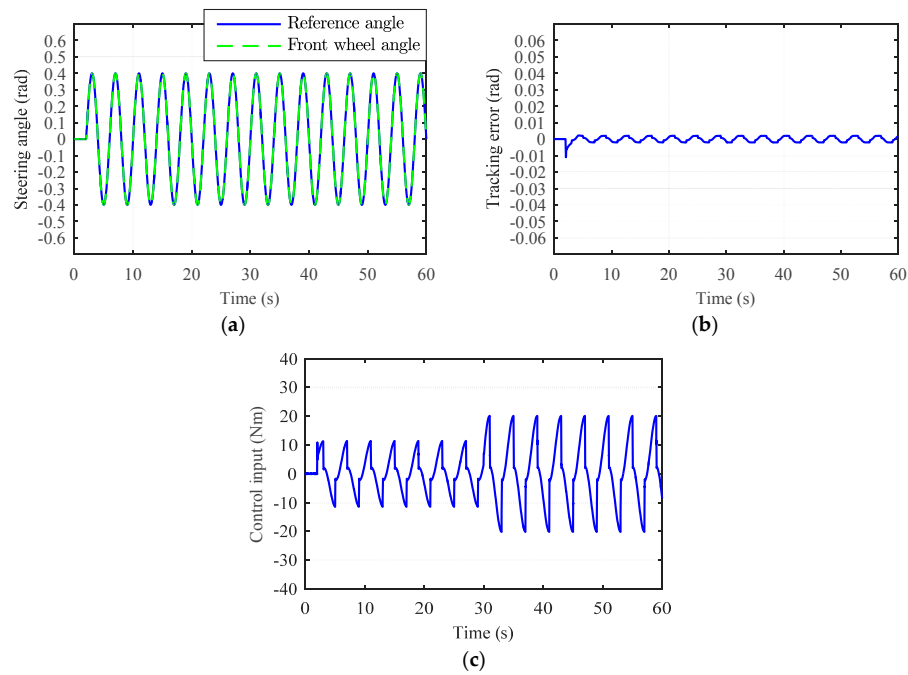 Reference angle
Front wheel angle
Steering angle (rad)
0.6
0.5
0.4
0.3
0.2
0.1
0
-0.1
-0.2
-0.3
-0.4
-0.5
-0.6
0 10 20 30 40 50 60
Time (s)
(a)
Tracking error (rad)
0.06
0.05
0.04
0.03
0.02
0.01
0
-0.01
-0.02
-0.03
-0.04
-0.05
-0.06
0 10 20 30 40 50 60
Time (s)
(b)
Control input (Nm)
40
30
20
10
0
-10
-20
-30
-40
0 10 20 30 40 50 60
Time (s)
(c)